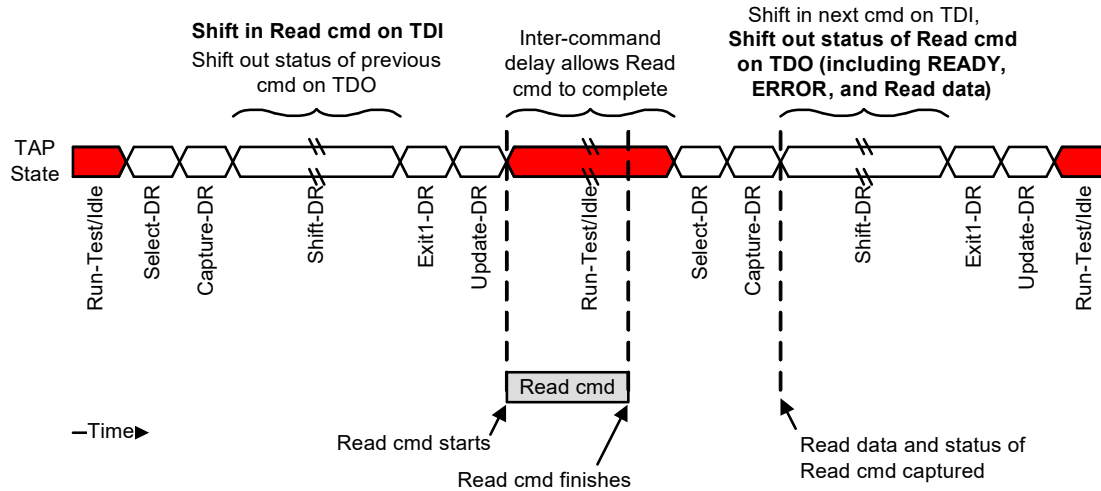 Shift in Read cmd on TDI
Shift out status of previous
cmd on TDO
Inter-command
delay allows Read
cmd to complete
Shift in next cmd on TDI,
Shift out status of Read cmd
on TDO (including READY,
ERROR, and Read data)
TAP
State
Run-Test/Idle
Select-DR
Capture-DR
Shift-DR
Exit1-DR
Update-DR
Run-Test/Idle
Select-DR
Capture-DR
Shift-DR
Exit1-DR
Update-DR
Run-Test/Idle
Read cmd
Time
Read cmd starts
Read cmd finishes
Read data and status of
Read cmd captured